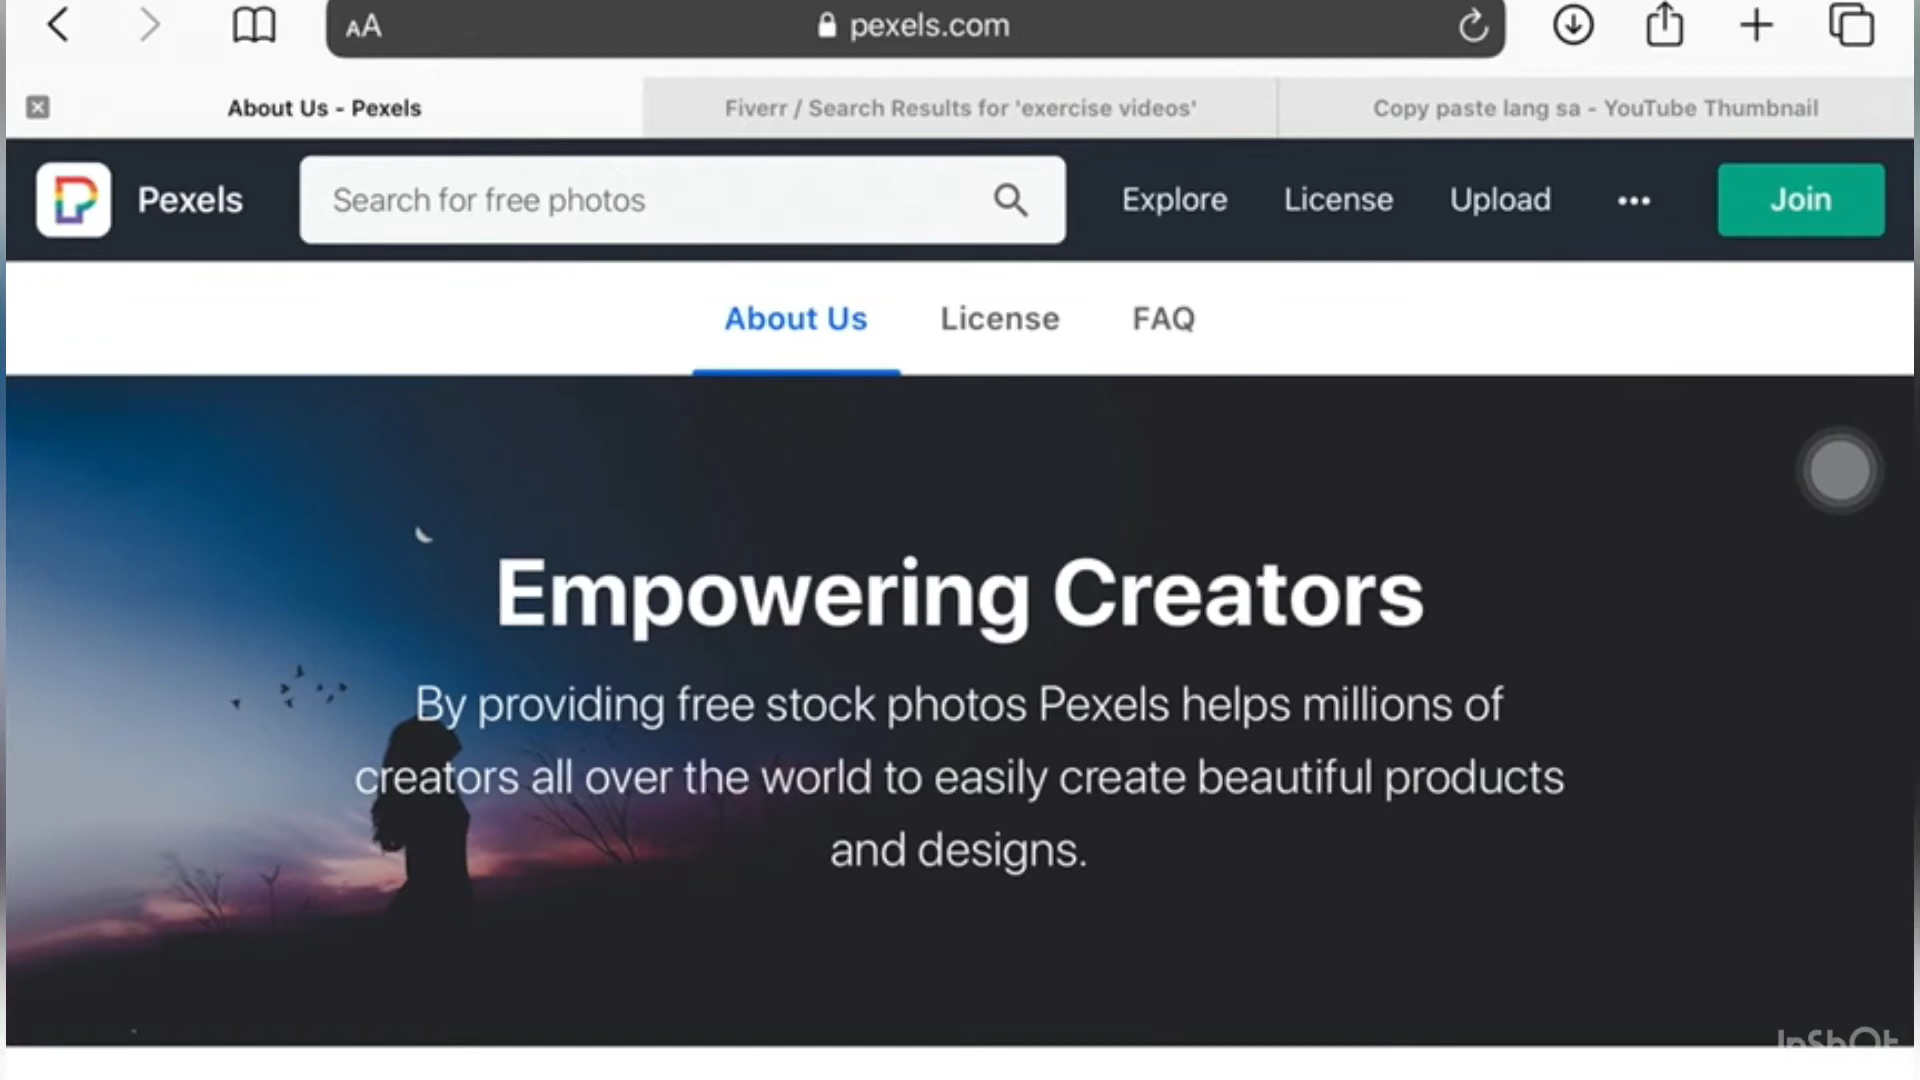 AA
pexels.com
About Us - Pexels
Fiverr / Search Results for 'exercise videos'
Copy paste lang sa - YouTube Thumbnail
Pexels
Search for free photos
Explore
License
Upload
Join
About Us
License
FAQ
Empowering Creators
By providing free stock photos Pexels helps millions of
creators all over the world to easily create beautiful products
and designs.
InShOt